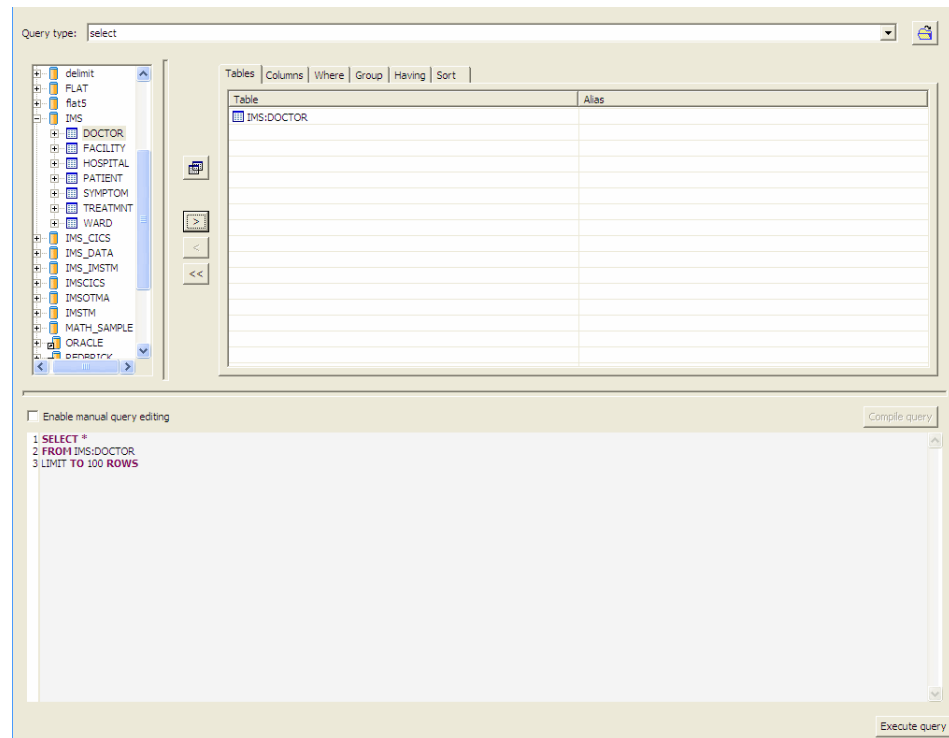 Query type: select
delimit
FLAT
flat5
IMS
DOCTOR
FACILITY
HOSPITAL
PATIENT
SYMPTOM
TREATMNT
WARD
IMS_CICS
IMS_DATA
IMS_IMSTM
IMSCICS
IMSOTMA
IMSTM
MATH_SAMPLE
ORACLE
REDBRICK
>
<
<<
Tables Columns Where Group Having Sort
Table Alias
IMS:DOCTOR
Enable manual query editing
Compile query
1 SELECT *
2 FROM IMS:DOCTOR
3 LIMIT TO 100 ROWS
Execute query